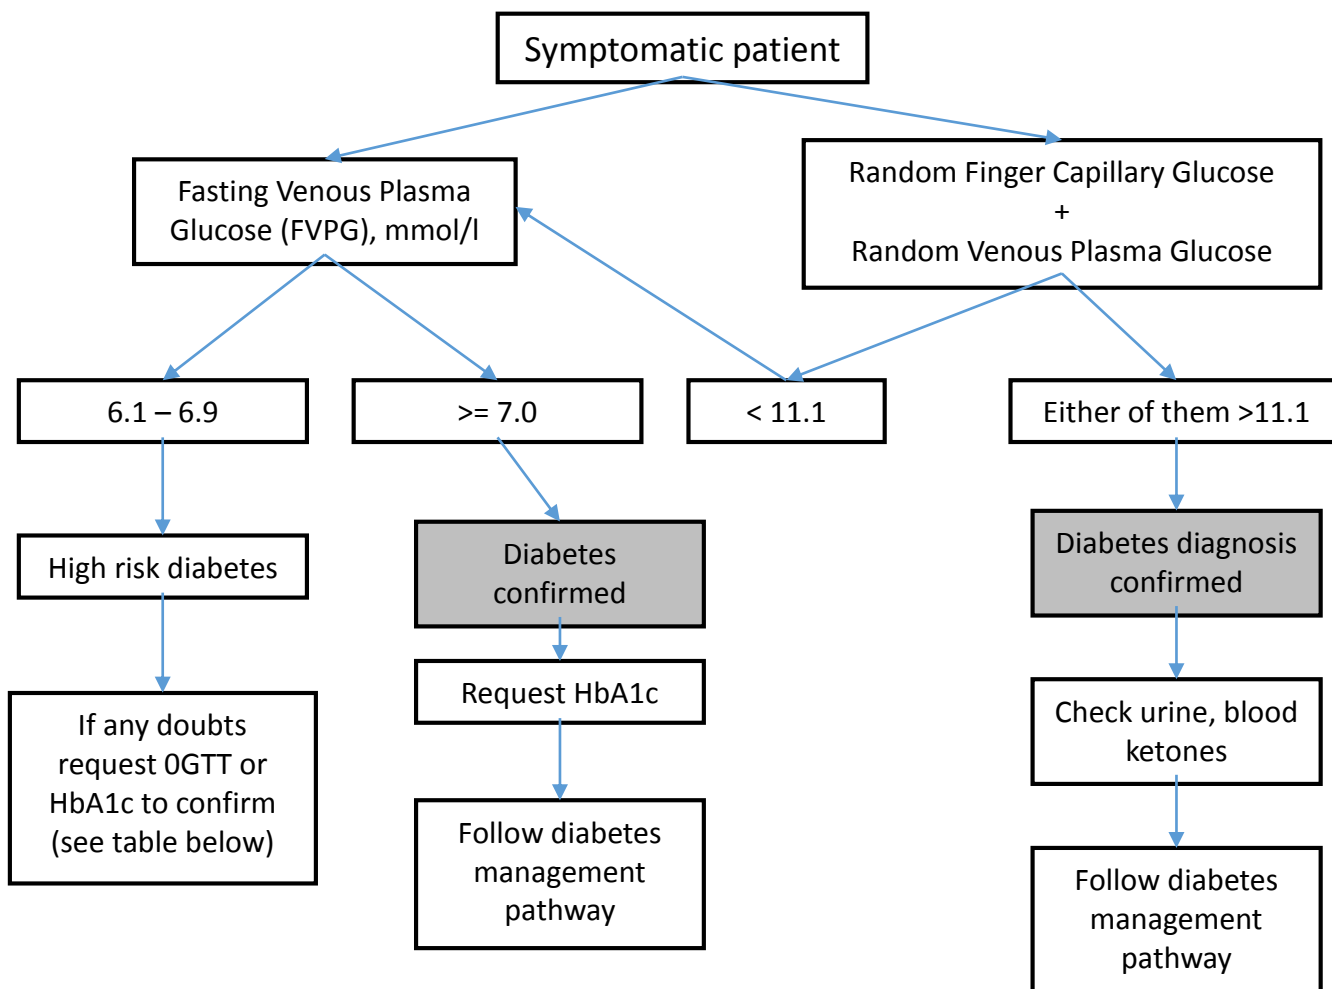 Symptomatic patient
Fasting Venous Plasma
Glucose (FVPG), mmol/l
Random Finger Capillary Glucose
+
Random Venous Plasma Glucose
6.1 – 6.9
>= 7.0
< 11.1
Either of them >11.1
High risk diabetes
Diabetes
confirmed
Diabetes diagnosis
confirmed
If any doubts
request 0GTT or
HbA1c to confirm
(see table below)
Request HbA1c
Check urine, blood
ketones
Follow diabetes
management
pathway
Follow diabetes
management
pathway